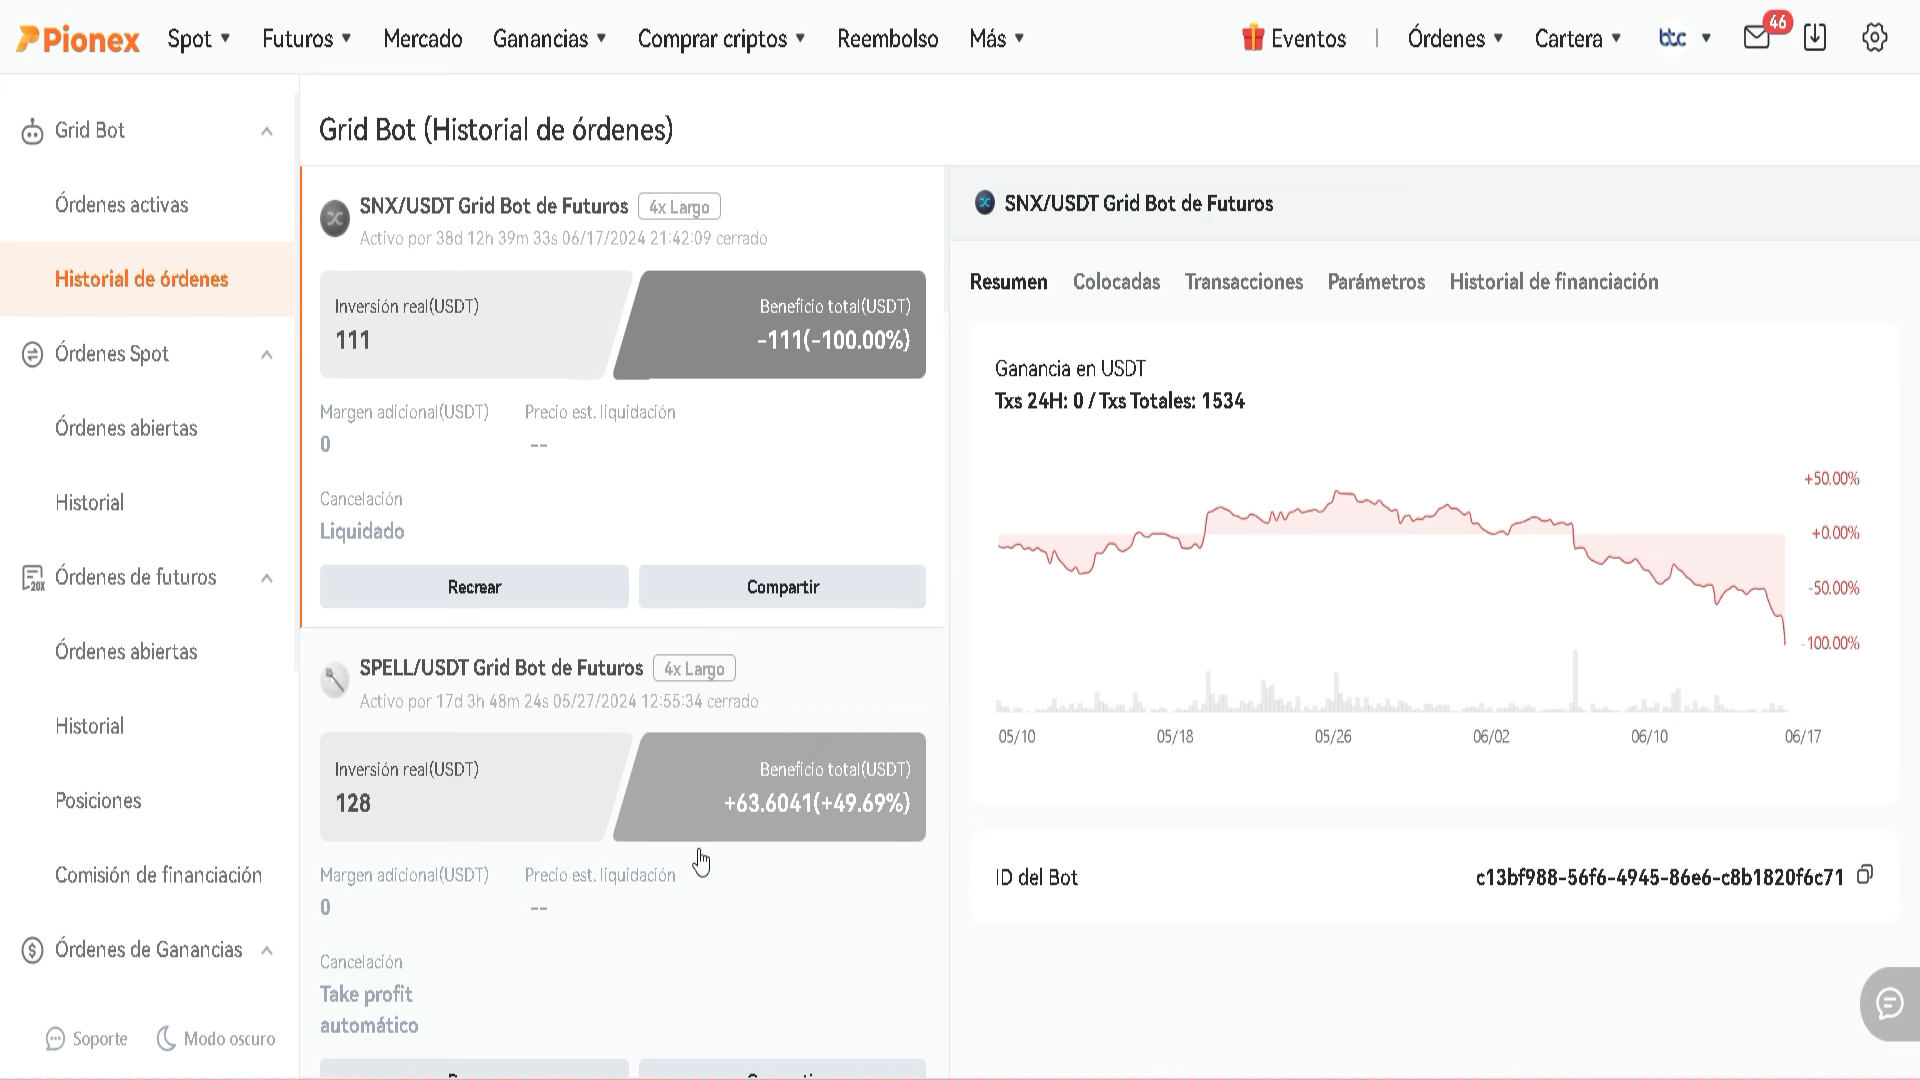 Pionex
Spot
Futuros
Mercado
Ganancias
Comprar criptos
Reembolso
Más
Eventos
Órdenes
Cartera
btc
46
Grid Bot
Órdenes activas
Historial de órdenes
Órdenes Spot
Órdenes abiertas
Historial
20X
Órdenes de futuros
Órdenes abiertas
Historial
Posiciones
Comisión de financiación
Órdenes de Ganancias
Soporte
Modo oscuro
Grid Bot (Historial de órdenes)
SNX/USDT Grid Bot de Futuros 4x Largo
Activo por 38d 12h 39m 33s 06/17/2024 21:42:09 cerrado
Inversión real(USDT)
111
Beneficio total(USDT)
-111(-100.00%)
Margen adicional(USDT)
0
Precio est. liquidación
--
Cancelación
Liquidado
Recrear
Compartir
SPELL/USDT Grid Bot de Futuros 4x Largo
Activo por 17d 3h 48m 24s 05/27/2024 12:55:34 cerrado
Inversión real(USDT)
128
Beneficio total(USDT)
+63.6041(+49.69%)
Margen adicional(USDT)
0
Precio est. liquidación
--
Cancelación
Take profit
automático
SNX/USDT Grid Bot de Futuros
Resumen
Colocadas
Transacciones
Parámetros
Historial de financiación
Ganancia en USDT
Txs 24H: 0 / Txs Totales: 1534
+50.00%
+0.00%
-50.00%
-100.00%
05/10
05/18
05/26
06/02
06/10
06/17
ID del Bot
c13bf988-56f6-4945-86e6-c8b1820f6c71